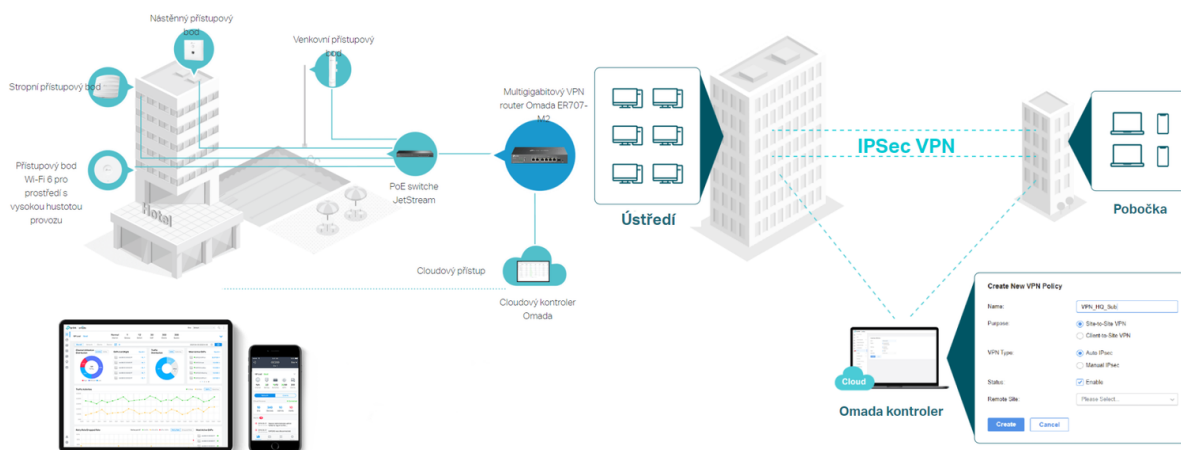 Nástěnný přístupový
bod
Venkovní přístupový
bod
Stropní přístupový bod
Multigigabitový VPN
router Omada ER707-
M2
Přístupový bod
Wi-Fi 6 pro
prostředí s
vysokou hustotou
provozu
Hotel
PoE switche
JetStream
Cloudový přístup
Cloudový kontroler
Omada
Ústředí
IPSec VPN
Pobočka
Cloud
Omada kontroler
Create New VPN Policy
Name:
VPN_HQ_Sub
Purpose:
Site-to-Site VPN
Client-to-Site VPN
VPN Type:
Auto IPsec
Manual IPsec
Status:
Enable
Remote Site:
Please Select...
Create
Cancel